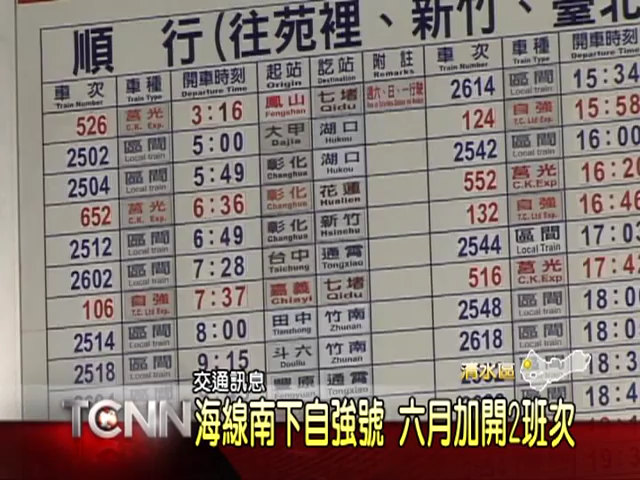 順 行(往苑裡、新竹、臺北
車次 Train Number 車種 Train Type 開車時刻 Departure Time 起站 Origin 訖站 Destination 附註 Remarks 車次 Train Number 車種 Train Type 開車時刻 Departure Time
526 莒光 C.K. Exp. 3:16 鳳山 Fengshan 七堵 Qidu 2614 區間 Local train 15:34
2502 區間 Local train 5:00 大甲 Dajia 湖口 Hukou 124 自強 T.C. Ltd Exp. 15:58
2504 區間 Local train 5:49 彰化 Changhua 湖口 Hukou 2542 區間 Local train 16:00
652 莒光 C.K. Exp. 6:36 彰化 Changhua 花蓮 Hualien 552 莒光 C.K.Exp. 16:20
2512 區間 Local train 6:49 彰化 Changhua 新竹 Hsinchu 132 自強 T.C. Ltd Exp. 16:46
2602 區間 Local train 7:28 台中 Taichung 通霄 Tongxiao 2544 區間 Local Train 17:03
106 自強 T.C. Ltd Exp. 7:37 嘉義 Chiayi 七堵 Qidu 516 莒光 C.K.Exp. 17:4
2514 區間 Local train 8:00 田中 Tianzhong 竹南 Zhunan 2548 區間 Local train 18:0
2518 區間 Local train 9:15 斗六 Douliu 竹南 Zhunan 2618 區間 Local train 18:0
豐原 Fengyuan 通霄 Tongxiao
清水區
交通訊息
TCNN 海線南下自強號 六月加開2班次